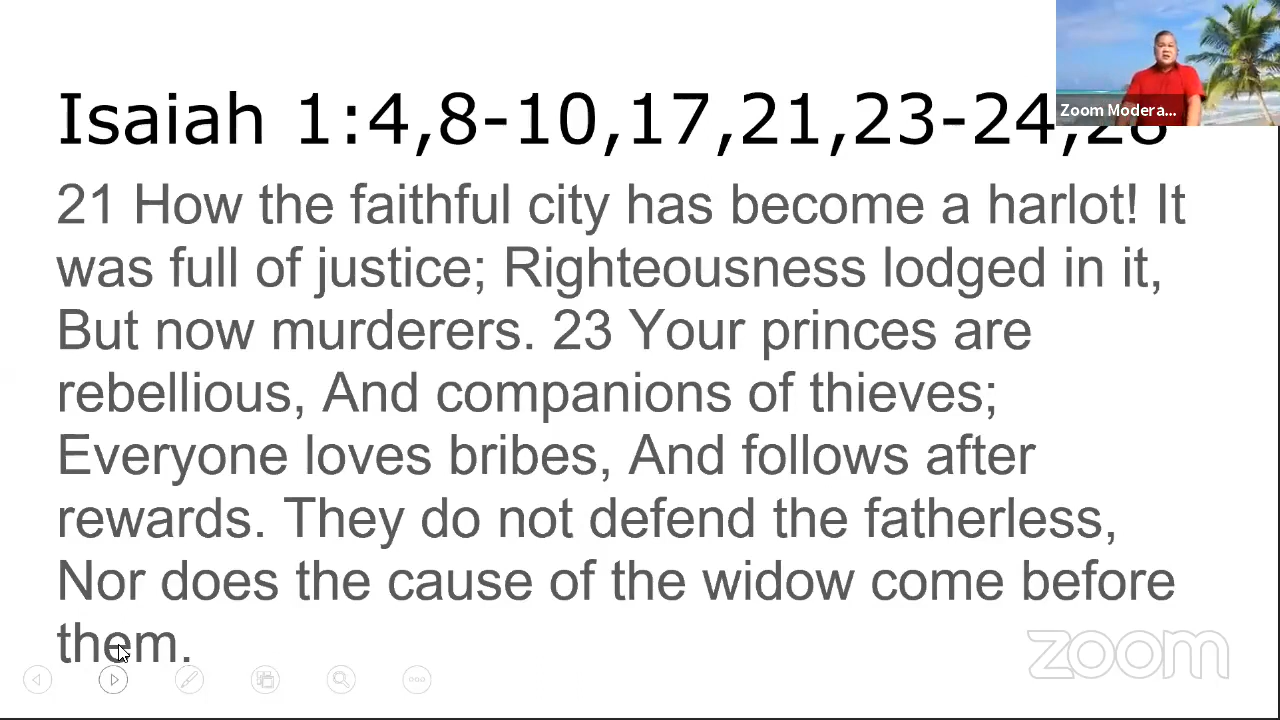 Isaiah 1:4,8-10,17,21,23-24,28
Zoom Modera...
21 How the faithful city has become a harlot! It
was full of justice; Righteousness lodged in it,
But now murderers. 23 Your princes are
rebellious, And companions of thieves;
Everyone loves bribes, And follows after
rewards. They do not defend the fatherless,
Nor does the cause of the widow come before
them.
zoom